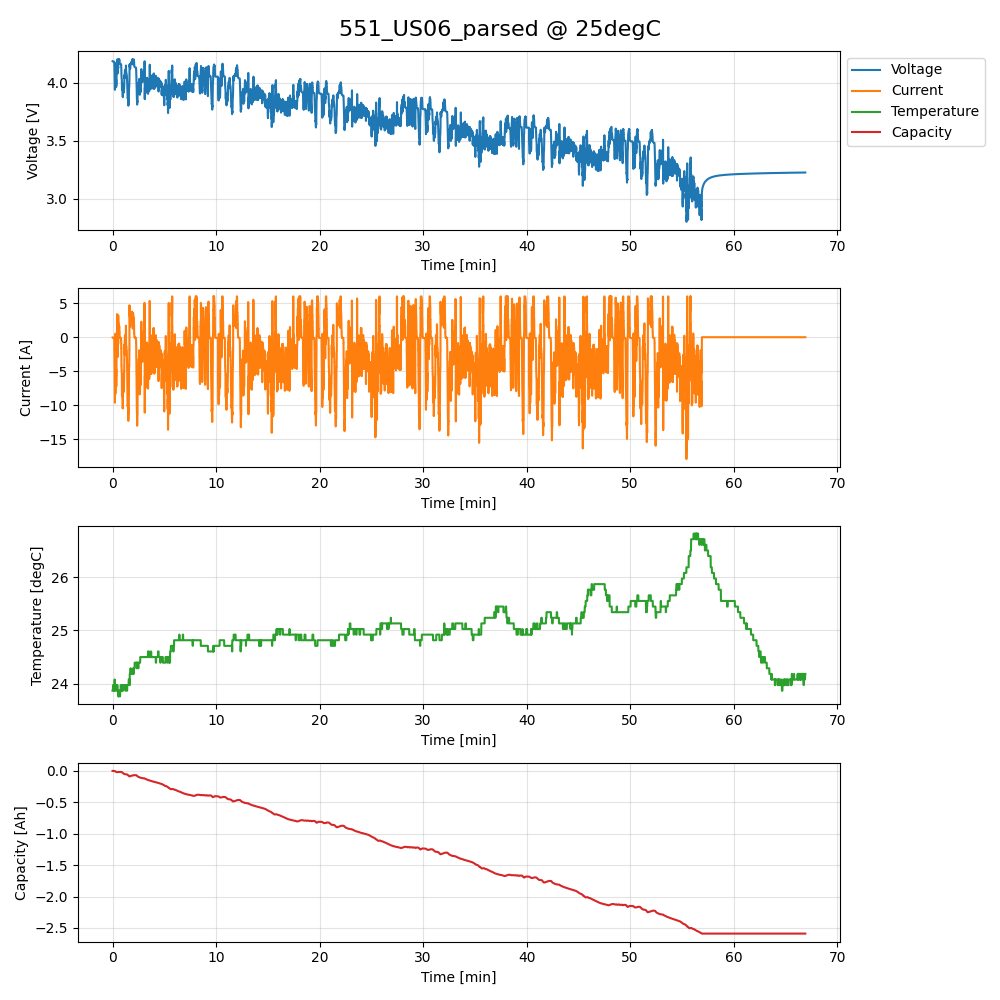 551_US06_parsed @ 25degC
Voltage [V]
4.0
3.5
3.0
0 10 20 30 40 50 60 70
Time [min]
Voltage
Current
Temperature
Capacity
Current [A]
5
0
−5
−10
−15
0 10 20 30 40 50 60 70
Time [min]
Temperature [degC]
26
25
24
0 10 20 30 40 50 60 70
Time [min]
Capacity [Ah]
0.0
−0.5
−1.0
−1.5
−2.0
−2.5
0 10 20 30 40 50 60 70
Time [min]